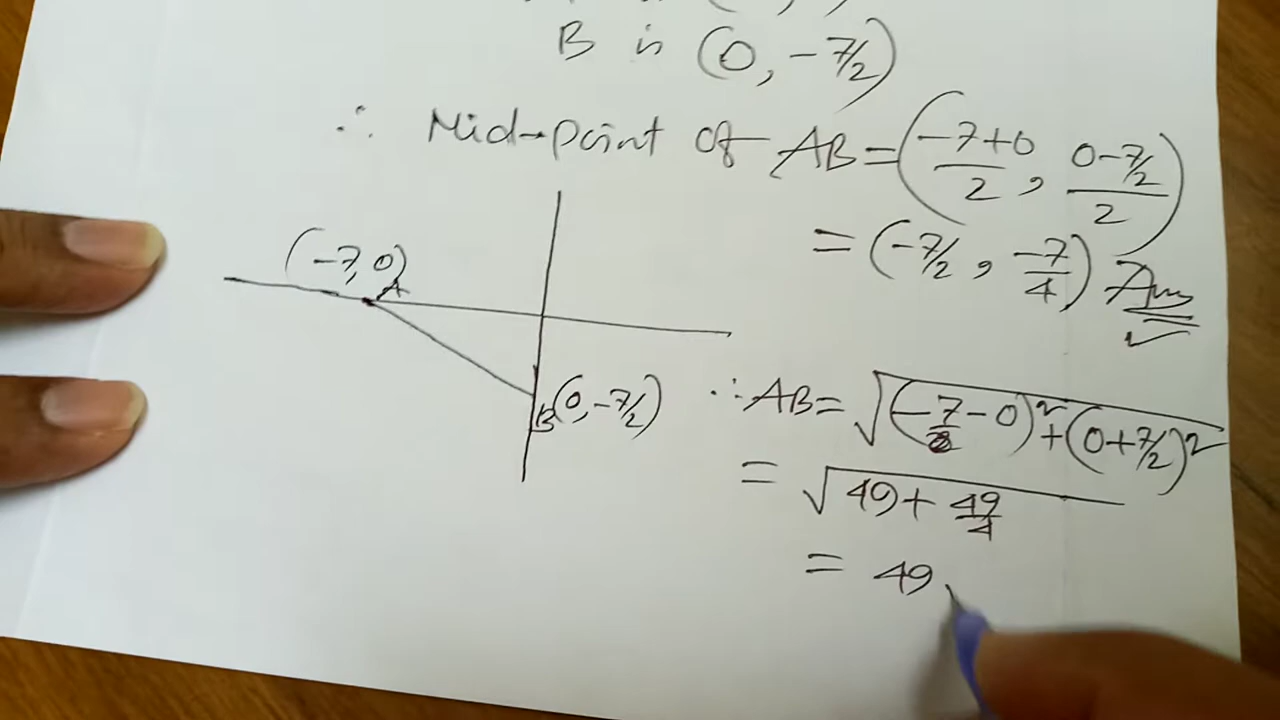 B is (0, -7/2)
∴ Mid-point of AB = (-7+0/2, 0-7/2/2)
= (-7/2, -7/4) Ans
(-7, 0)
A
B(0, -7/2)
∴ AB = √(-7-0)² + (0+7/2)²
= √49 + 49/4
= 49